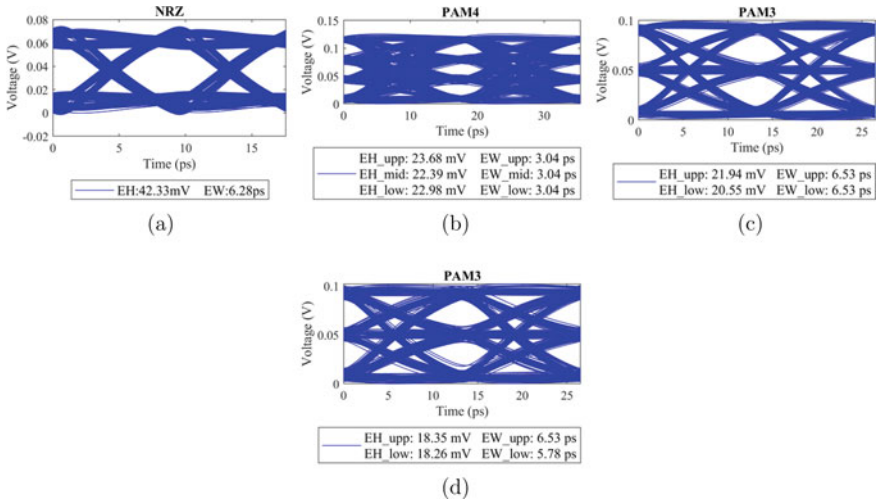 NRZ
0.08
0.06
0.04
0.02
0
-0.02
Voltage (V)
0 5 10 15
Time (ps)
EH:42.33mV EW:6.28ps
(a)
PAM4
0.15
0.1
0.05
0
Voltage (V)
0 10 20 30
Time (ps)
EH_upp: 23.68 mV EW_upp: 3.04 ps
EH_mid: 22.39 mV EW_mid: 3.04 ps
EH_low: 22.98 mV EW_low: 3.04 ps
(b)
PAM3
0.1
0.05
0
Voltage (V)
0 5 10 15 20 25
Time (ps)
EH_upp: 21.94 mV EW_upp: 6.53 ps
EH_low: 20.55 mV EW_low: 6.53 ps
(c)
PAM3
0.1
0.05
0
Voltage (V)
0 5 10 15 20 25
Time (ps)
EH_upp: 18.35 mV EW_upp: 6.53 ps
EH_low: 18.26 mV EW_low: 5.78 ps
(d)